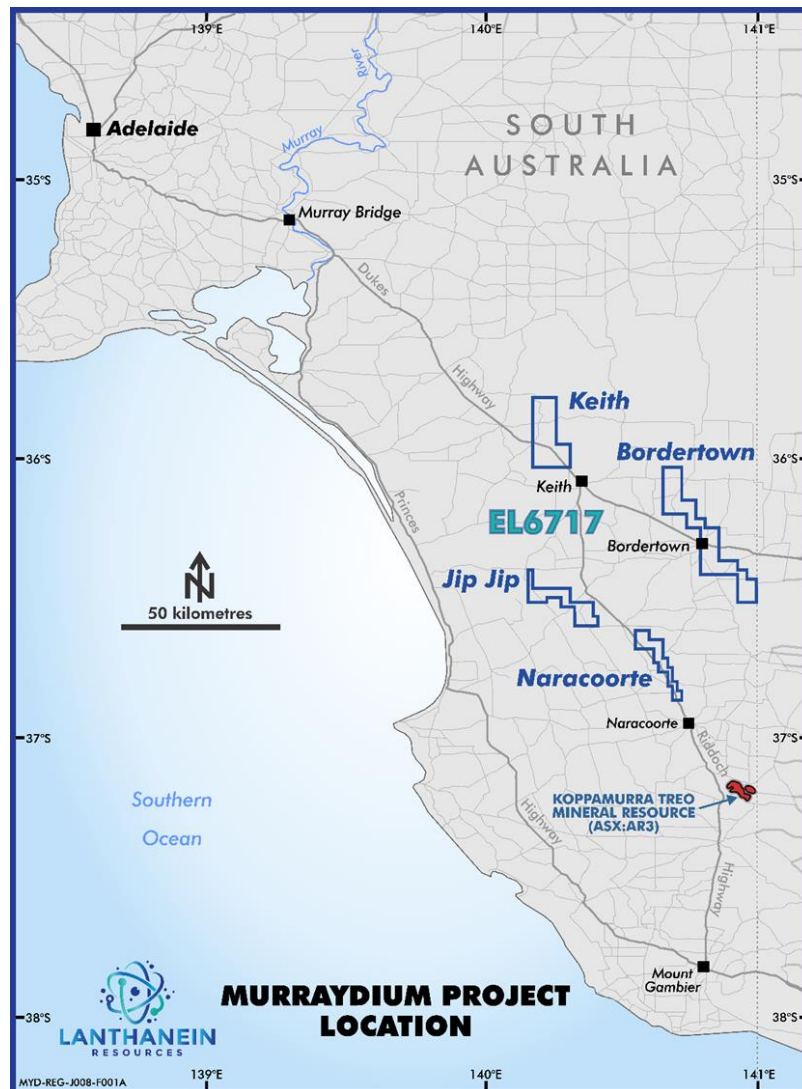 139°E
140°E
141°E
Adelaide
River
Murray
SOUTH
AUSTRALIA
35°S
35°S
Murray Bridge
Dukes
Highway
Keith
Bordertown
36°S
36°S
Keith
Princes
EL6717
Bordertown
Jip Jip
N
50 kilometres
Naracoorte
Naracoorte
37°S
37°S
Riddoch
Southern
Ocean
Highway
KOPPAMURRA TREO
MINERAL RESOURCE
(ASX:AR3)
Highway
Mount
Gambier
LANTHANEIN
RESOURCES
MURRAYDIUM PROJECT
LOCATION
38°S
38°S
MYD-REG-J008-F001A
139°E
140°E
141°E